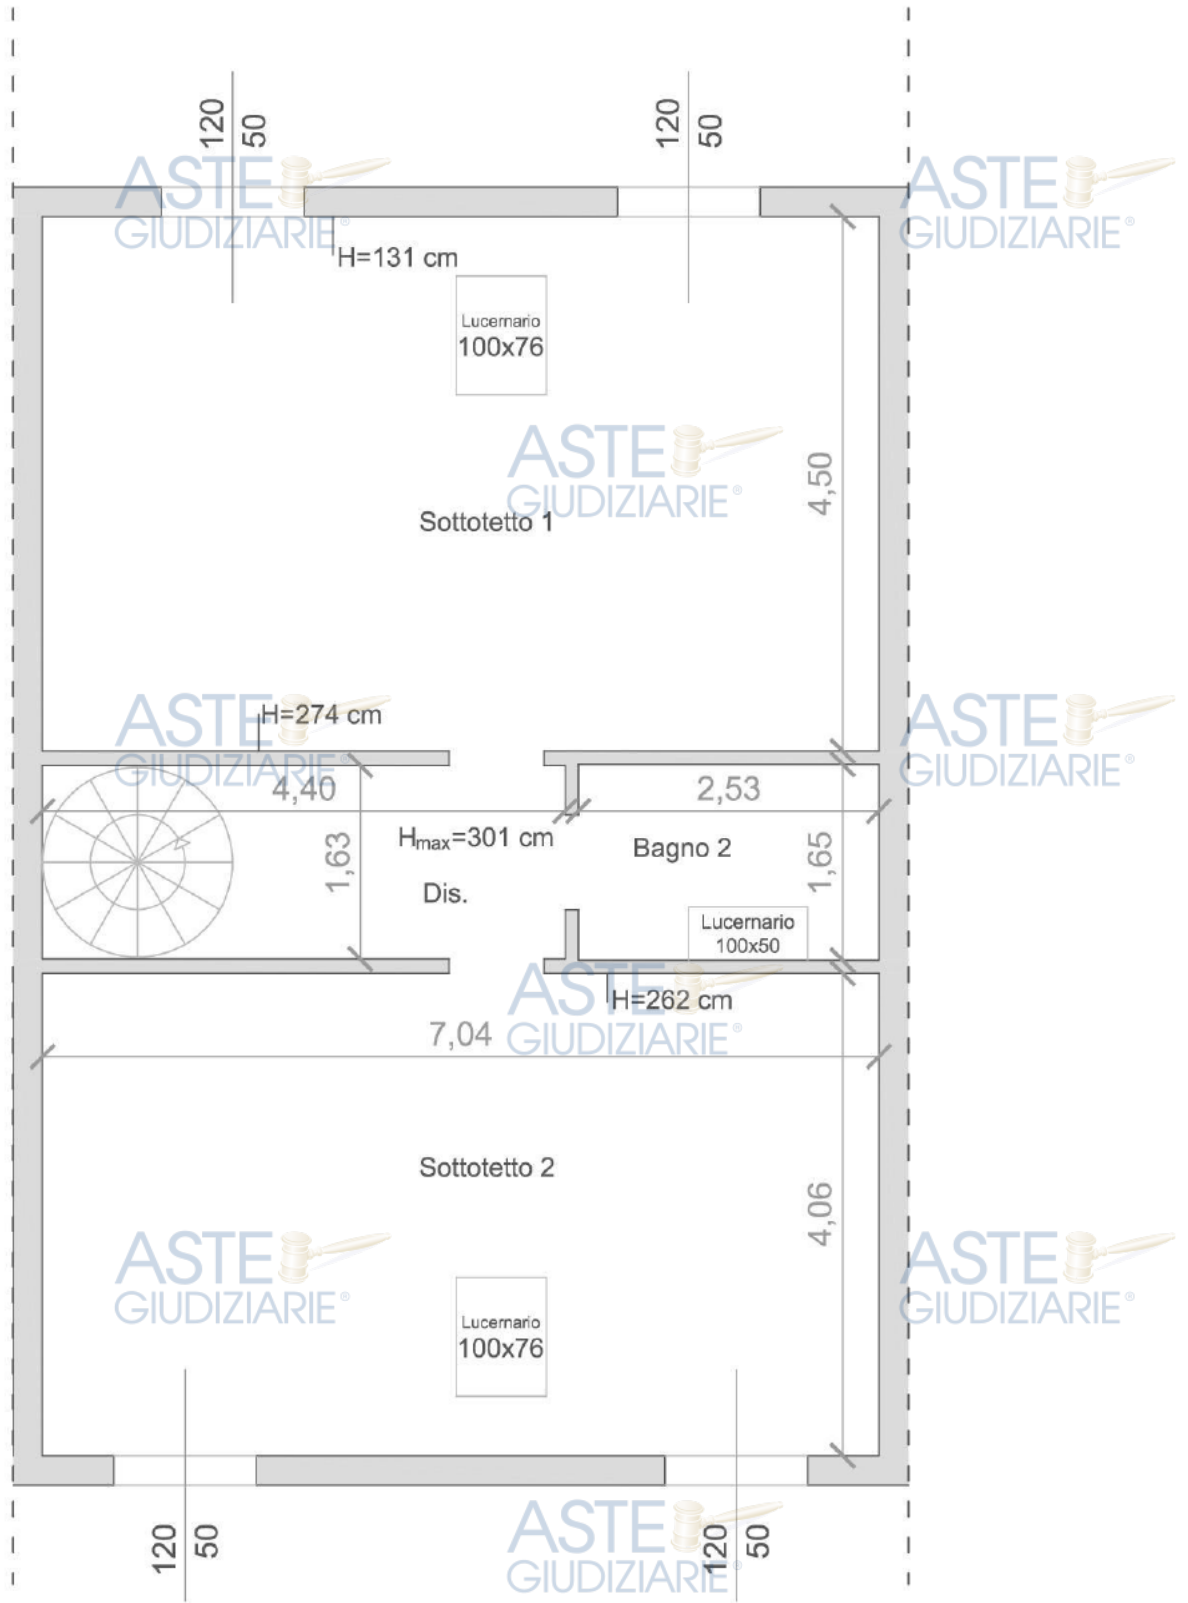 120
50
120
50
ASTE
GIUDIZIARIE®
ASTE
GIUDIZIARIE®
H=131 cm
Lucernario
100x76
ASTE
GIUDIZIARIE®
4,50
Sottotetto 1
ASTE
GIUDIZIARIE®
ASTE
GIUDIZIARIE®
H=274 cm
4,40
2,53
Hmax=301 cm
1,63
Bagno 2
1,65
Dis.
Lucernario
100x50
ASTE
GIUDIZIARIE®
H=262 cm
7,04
Sottotetto 2
4,06
ASTE
GIUDIZIARIE®
ASTE
GIUDIZIARIE®
Lucernario
100x76
120
50
ASTE
GIUDIZIARIE®
120
50